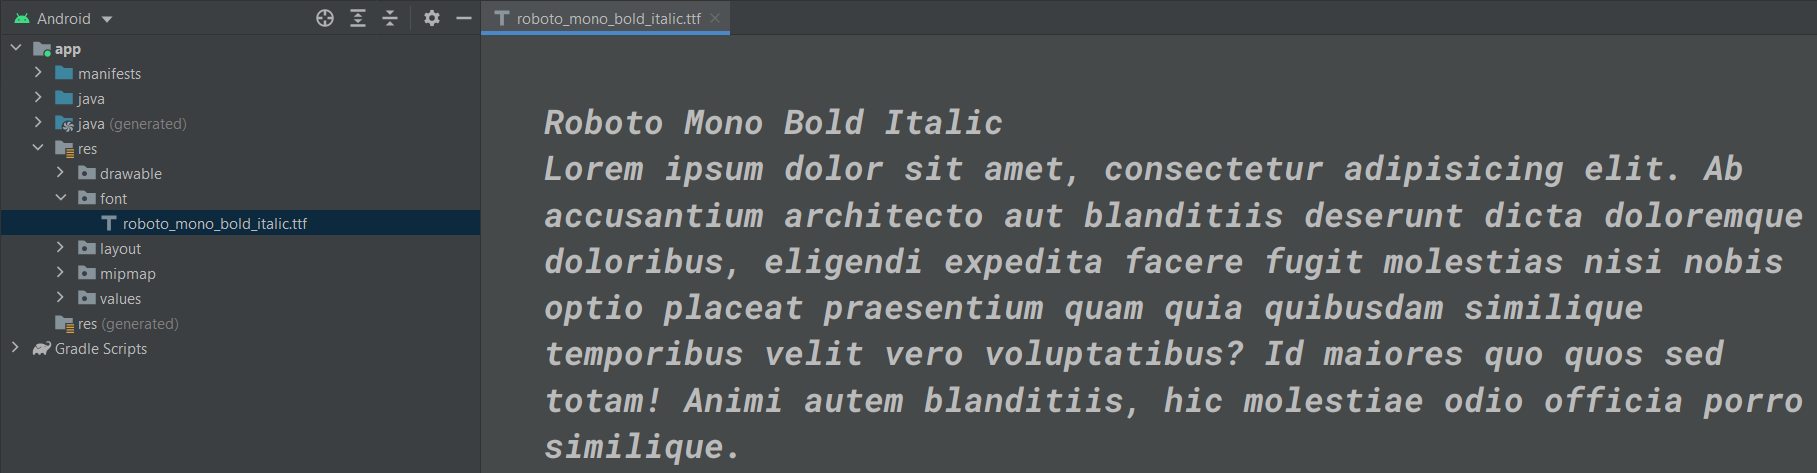 Android
roboto_mono_bold_italic.ttf
app
manifests
java
java (generated)
res
drawable
font
roboto_mono_bold_italic.ttf
layout
mipmap
values
res (generated)
Gradle Scripts
Roboto Mono Bold Italic
Lorem ipsum dolor sit amet, consectetur adipisicing elit. Ab
accusantium architecto aut blanditiis deserunt dicta doloremque
doloribus, eligendi expedita facere fugit molestias nisi nobis
optio placeat praesentium quam quia quibusdam similique
temporibus velit vero voluptatibus? Id maiores quo quos sed
totam! Animi autem blanditiis, hic molestiae odio officia porro
similique.